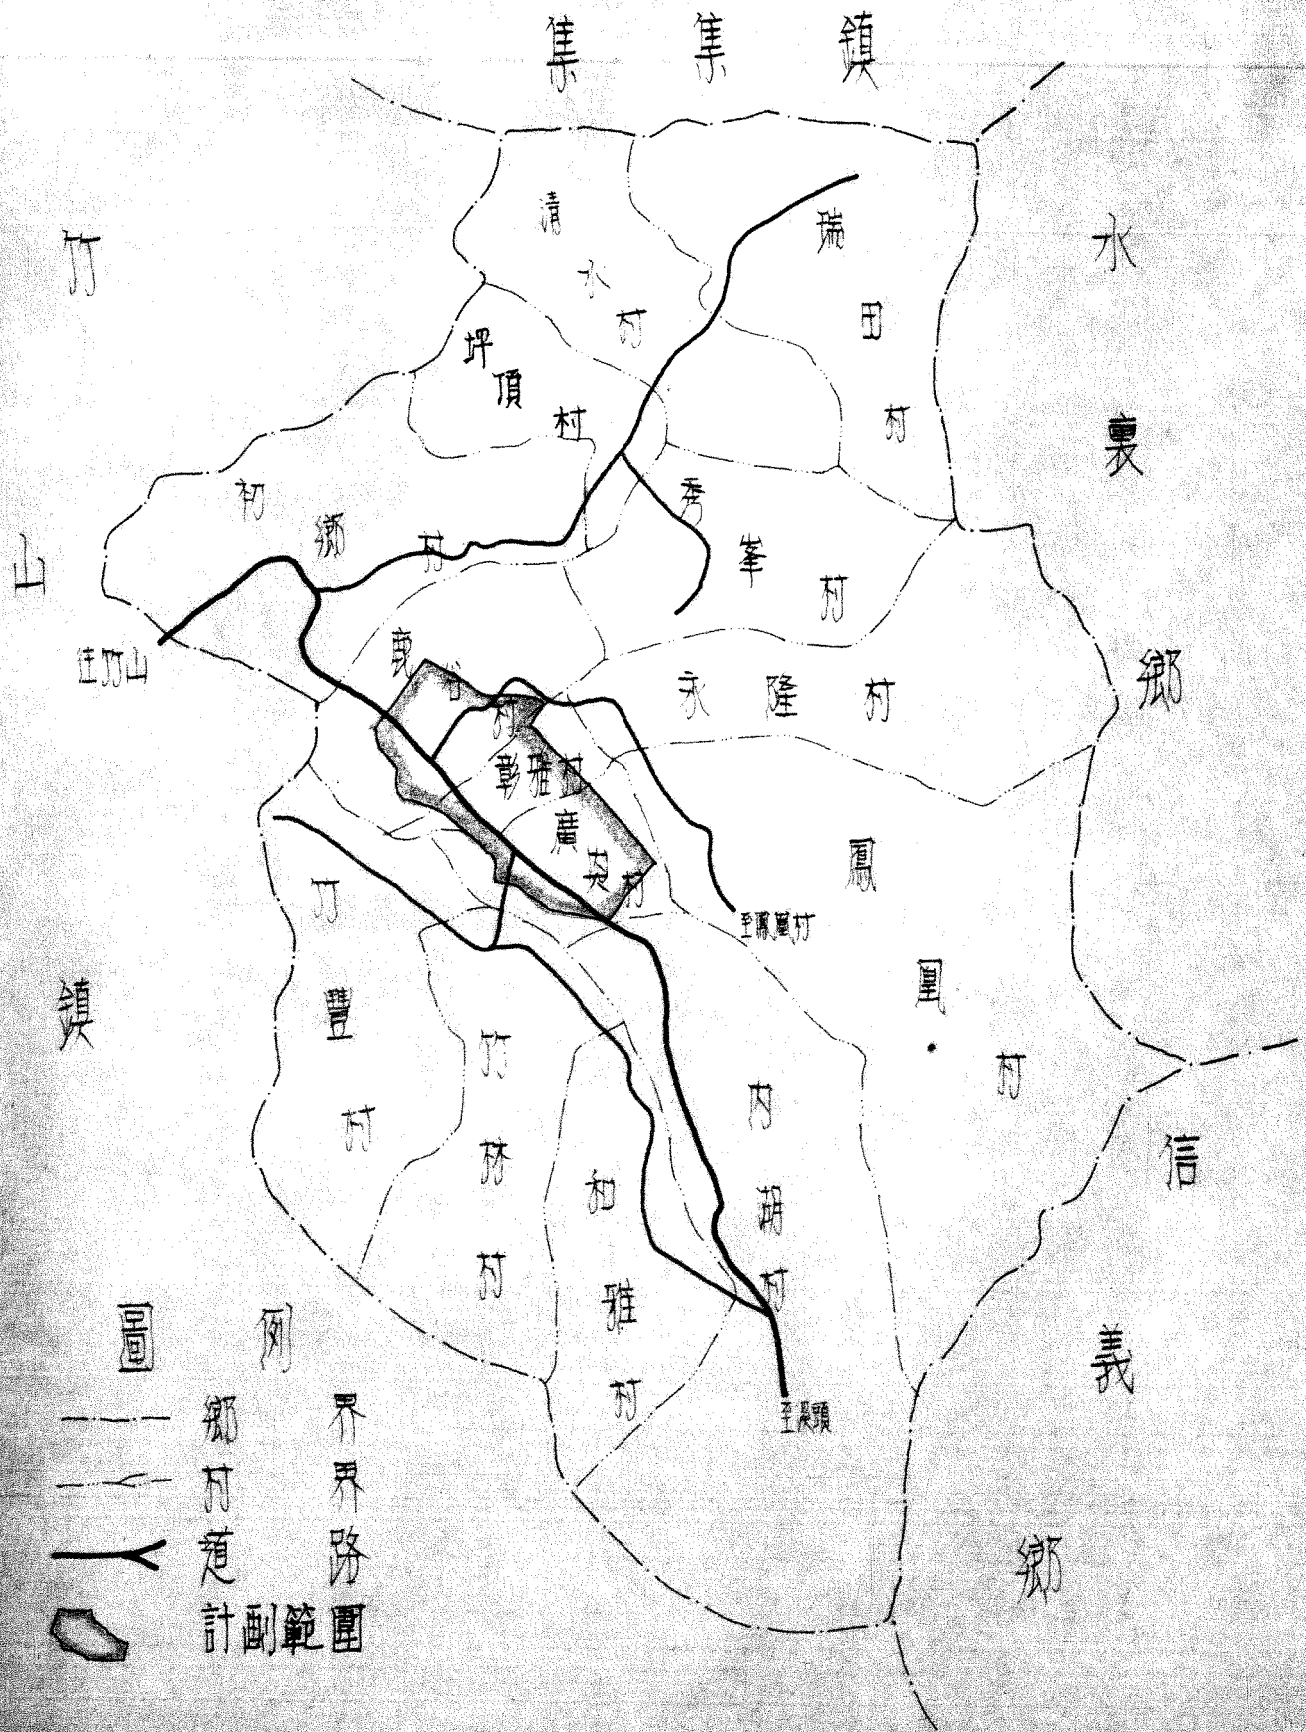 集集鎮
竹山鎮
水裏鄉
信義鄉
清水村
瑞田村
坪頂村
初鄉村
秀峯村
鹿谷村
永隆村
彰雅村
廣興村
鳳凰村
竹豐村
竹林村
和雅村
內湖村
往竹山
至鳳凰村
至溪頭
圖例
鄉界
村界
道路
計劃範圍